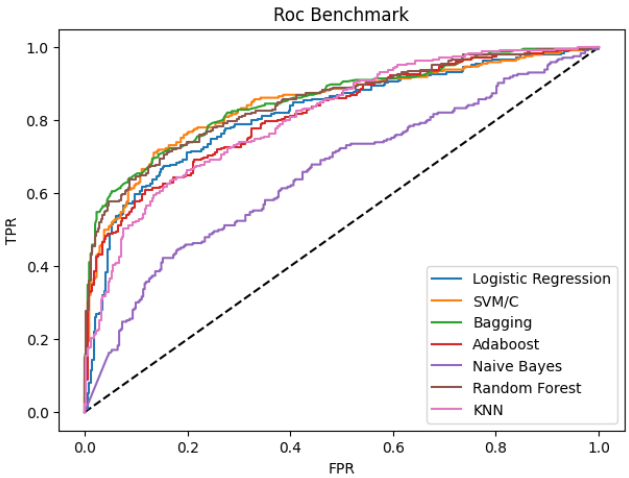 Roc Benchmark
1.0
0.8
0.6
0.4
0.2
0.0
TPR
0.0 0.2 0.4 0.6 0.8 1.0
FPR
Logistic Regression
SVM/C
Bagging
Adaboost
Naive Bayes
Random Forest
KNN